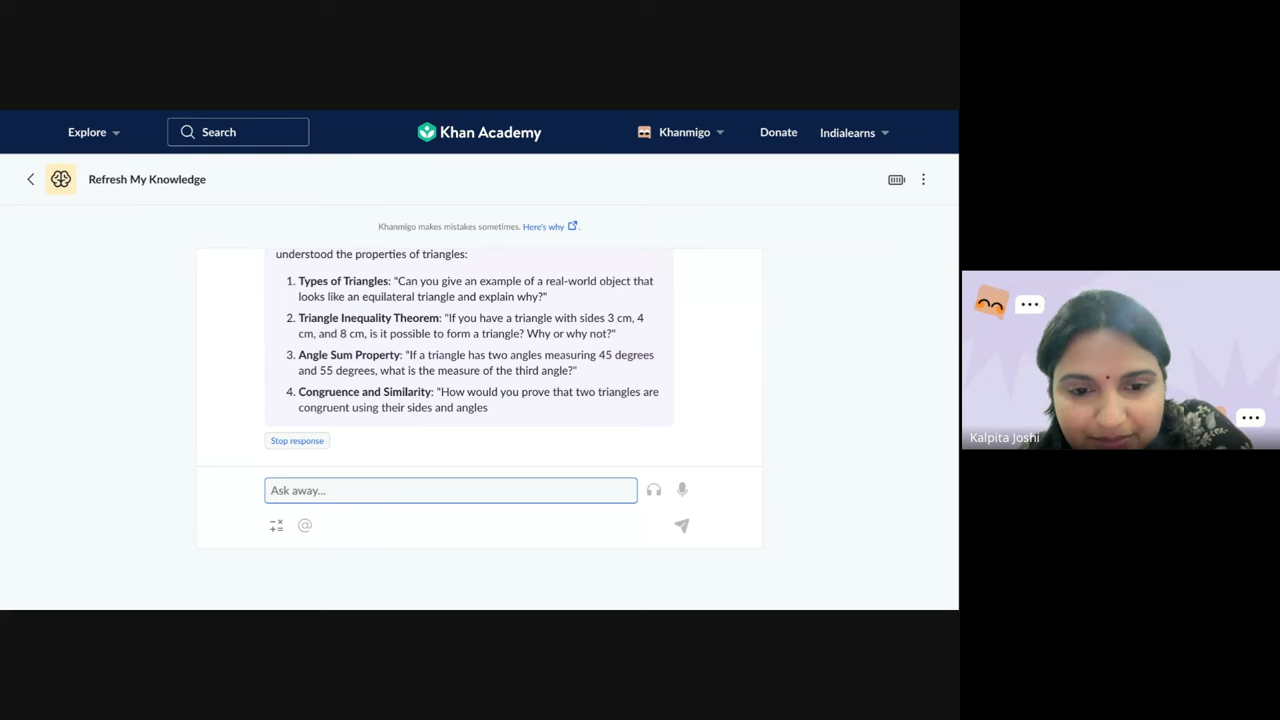 Explore
Search
Khan Academy
Khanmigo
Donate
Indialearns
Refresh My Knowledge
Khanmigo makes mistakes sometimes. Here's why.
understood the properties of triangles:
1. Types of Triangles: "Can you give an example of a real-world object that
looks like an equilateral triangle and explain why?"
2. Triangle Inequality Theorem: "If you have a triangle with sides 3 cm, 4
cm, and 8 cm, is it possible to form a triangle? Why or why not?"
3. Angle Sum Property: "If a triangle has two angles measuring 45 degrees
and 55 degrees, what is the measure of the third angle?"
4. Congruence and Similarity: "How would you prove that two triangles are
congruent using their sides and angles
Stop response
Ask away...
Kalpita Joshi